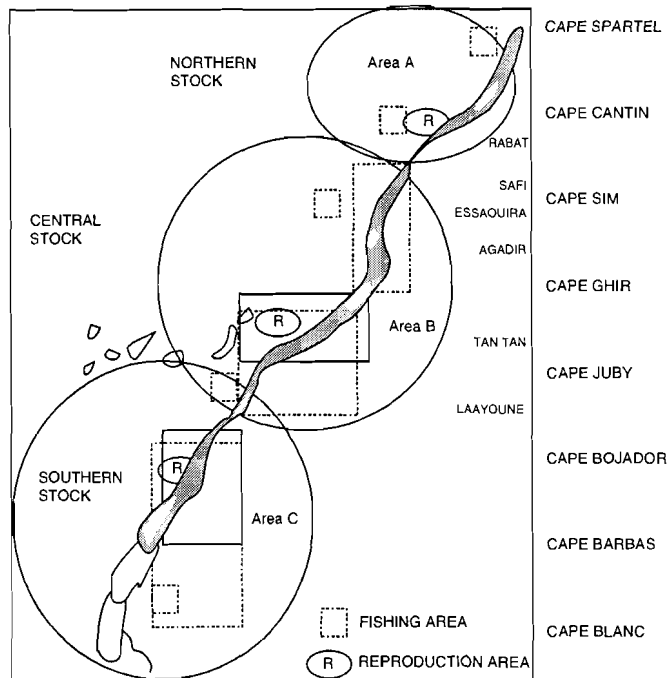 CAPE SPARTEL
NORTHERN
STOCK
Area A
CAPE CANTIN
R
RABAT
SAFI
CAPE SIM
ESSAOUIRA
CENTRAL
STOCK
AGADIR
CAPE GHIR
R
Area B
TAN TAN
CAPE JUBY
LAAYOUNE
CAPE BOJADOR
R
SOUTHERN
STOCK
Area C
CAPE BARBAS
FISHING AREA
CAPE BLANC
R
REPRODUCTION AREA